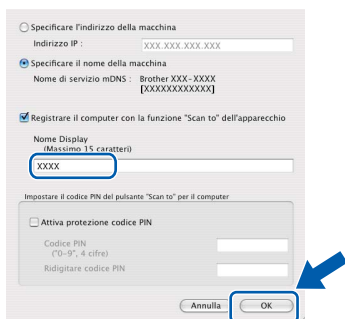 Specificare l'indirizzo della macchina
Indirizzo IP : XXX.XXX.XXX.XXX
Specificare il nome della macchina
Nome di servizio mDNS : Brother XXX-XXXX
[XXXXXXXXXXXX]
Registrare il computer con la funzione "Scan to" dell'apparecchio
Nome Display
(Massimo 15 caratteri)
XXXX
Impostare il codice PIN del pulsante "Scan to" per il computer
Attiva protezione codice PIN
Codice PIN
("0-9", 4 cifre)
Ridigitare codice PIN
Annulla OK